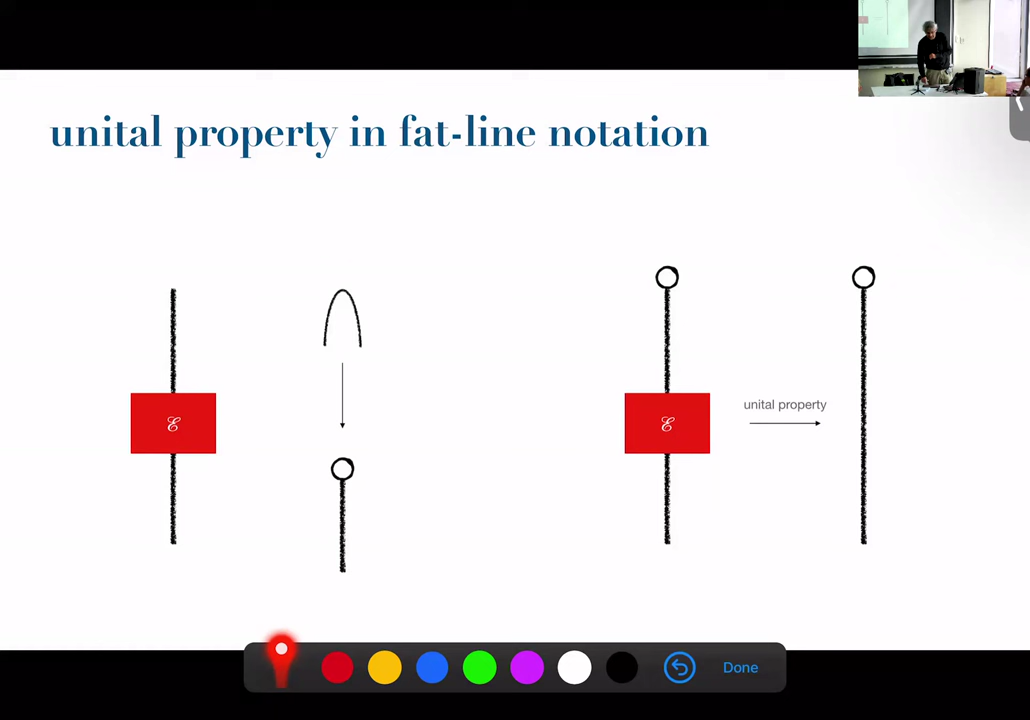 unital property in fat-line notation
ℰ
ℰ
unital property
Done